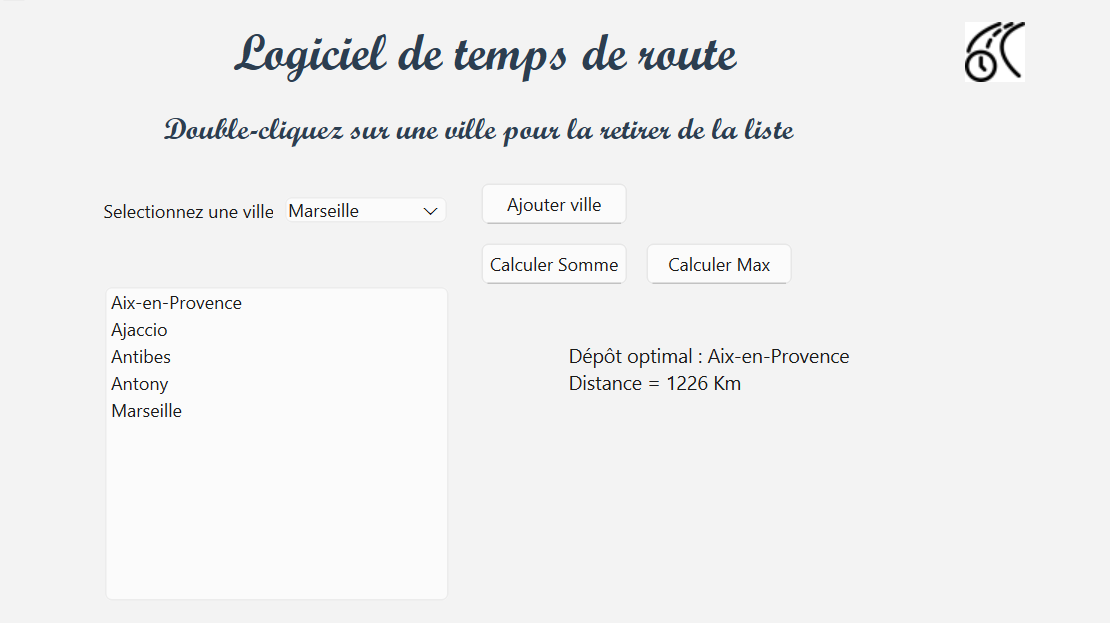 Logiciel de temps de route
Double-cliquez sur une ville pour la retirer de la liste
Selectionnez une ville
Marseille
Ajouter ville
Calculer Somme
Calculer Max
Aix-en-Provence
Ajaccio
Antibes
Antony
Marseille
Dépôt optimal : Aix-en-Provence
Distance = 1226 Km